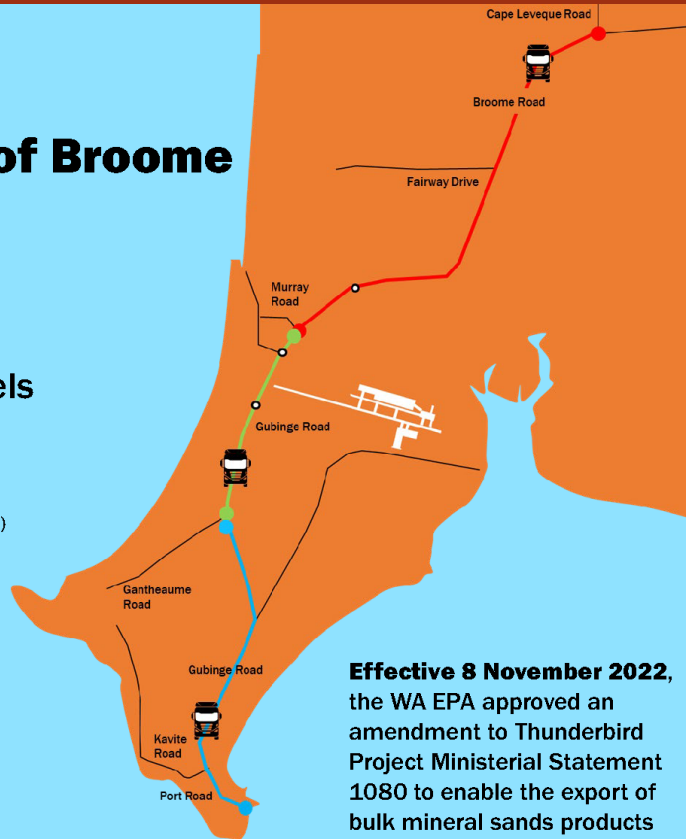 Cape Leveque Road
Broome Road
of Broome
Fairway Drive
Murray
Road
els
Gubinge Road
)
Gantheaume
Road
Gubinge Road
Kavite
Road
Port Road
Effective 8 November 2022,
the WA EPA approved an
amendment to Thunderbird
Project Ministerial Statement
1080 to enable the export of
bulk mineral sands products